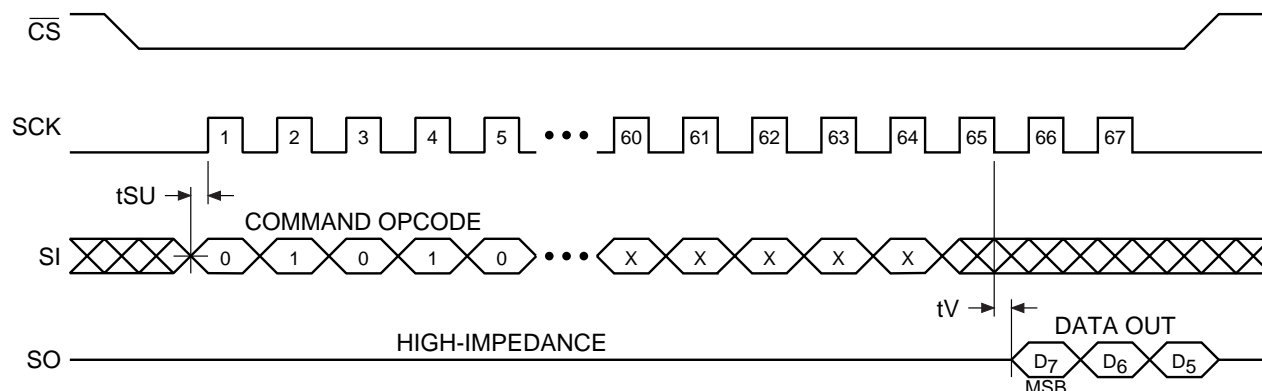 CS
SCK 1 2 3 4 5 ••• 60 61 62 63 64 65 66 67
tSU
COMMAND OPCODE
SI 0 1 0 1 0 ••• X X X X X
tV
HIGH-IMPEDANCE
DATA OUT
SO D7 D6 D5
MSB